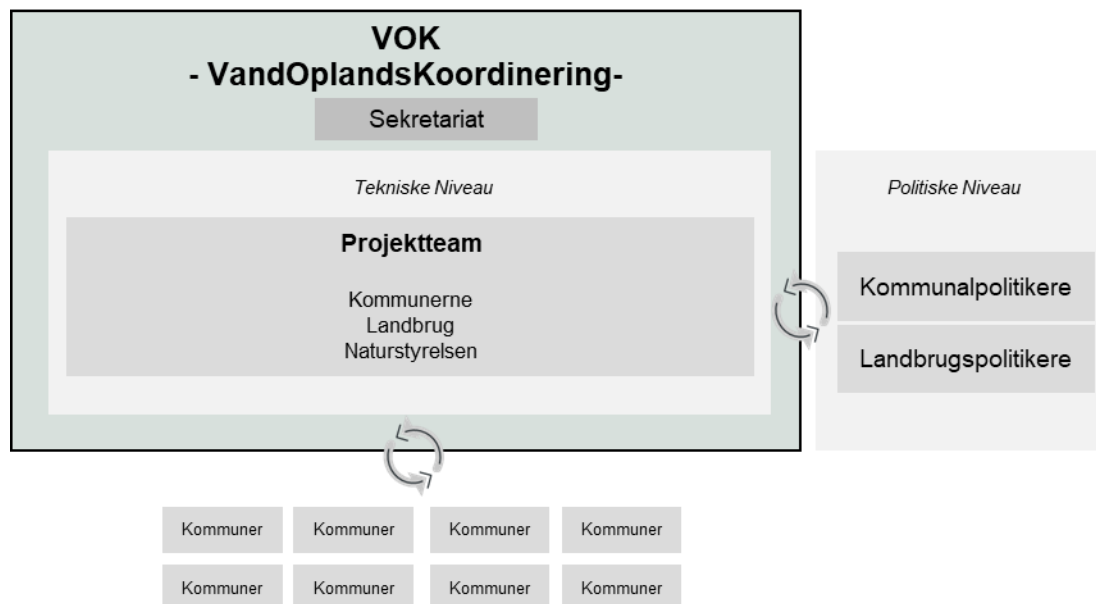 VOK
- VandOplandsKoordinering-
Sekretariat
Tekniske Niveau
Projektteam
Kommunerne
Landbrug
Naturstyrelsen
Politiske Niveau
Kommunalpolitikere
Landbrugspolitikere
Kommuner Kommuner Kommuner Kommuner
Kommuner Kommuner Kommuner Kommuner